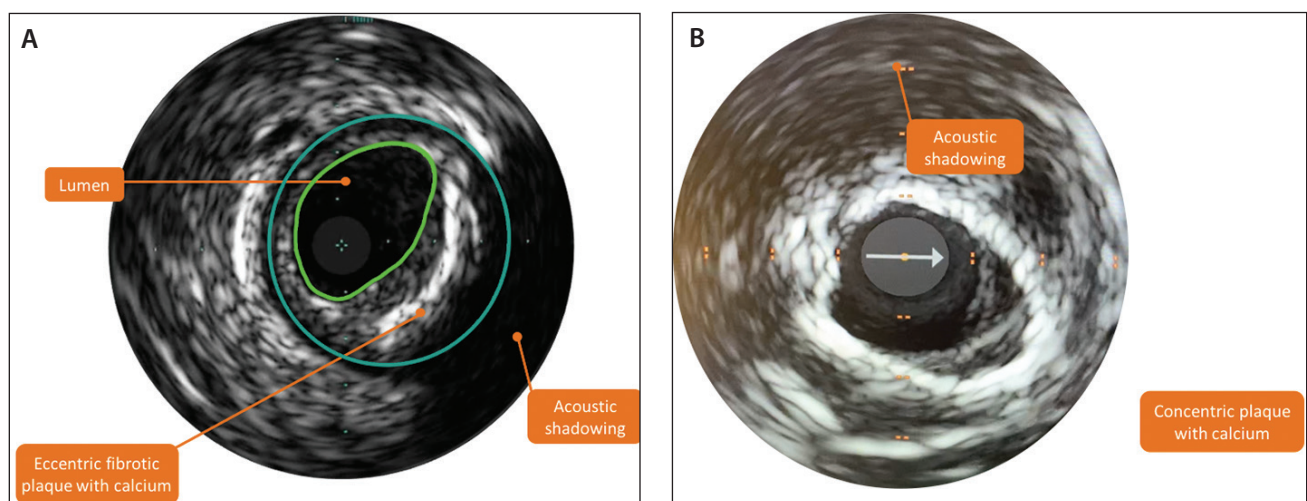 A
Lumen
Eccentric fibrotic
plaque with calcium
Acoustic
shadowing
B
Acoustic
shadowing
Concentric plaque
with calcium